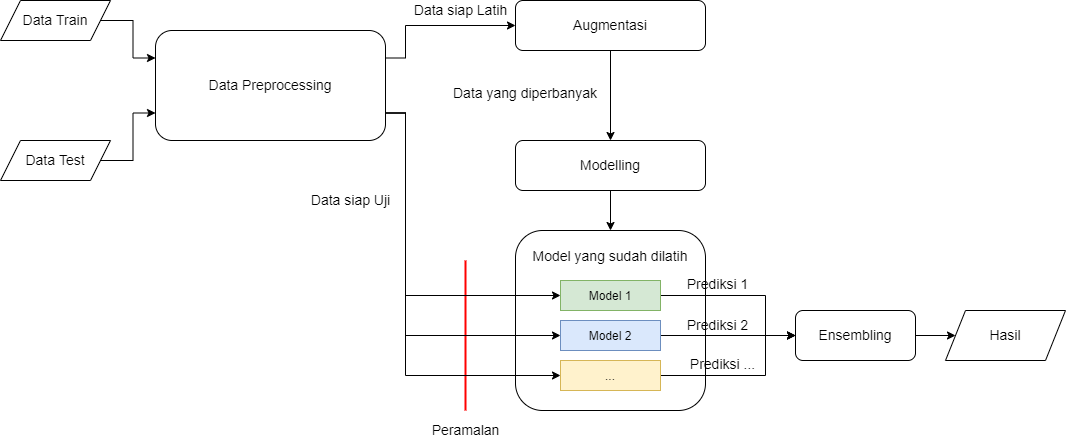 Data Train
Data siap Latih
Augmentasi
Data Preprocessing
Data yang diperbanyak
Data Test
Modelling
Data siap Uji
Model yang sudah dilatih
Model 1
Prediksi 1
Model 2
Prediksi 2
...
Prediksi ...
Ensembling
Hasil
Peramalan